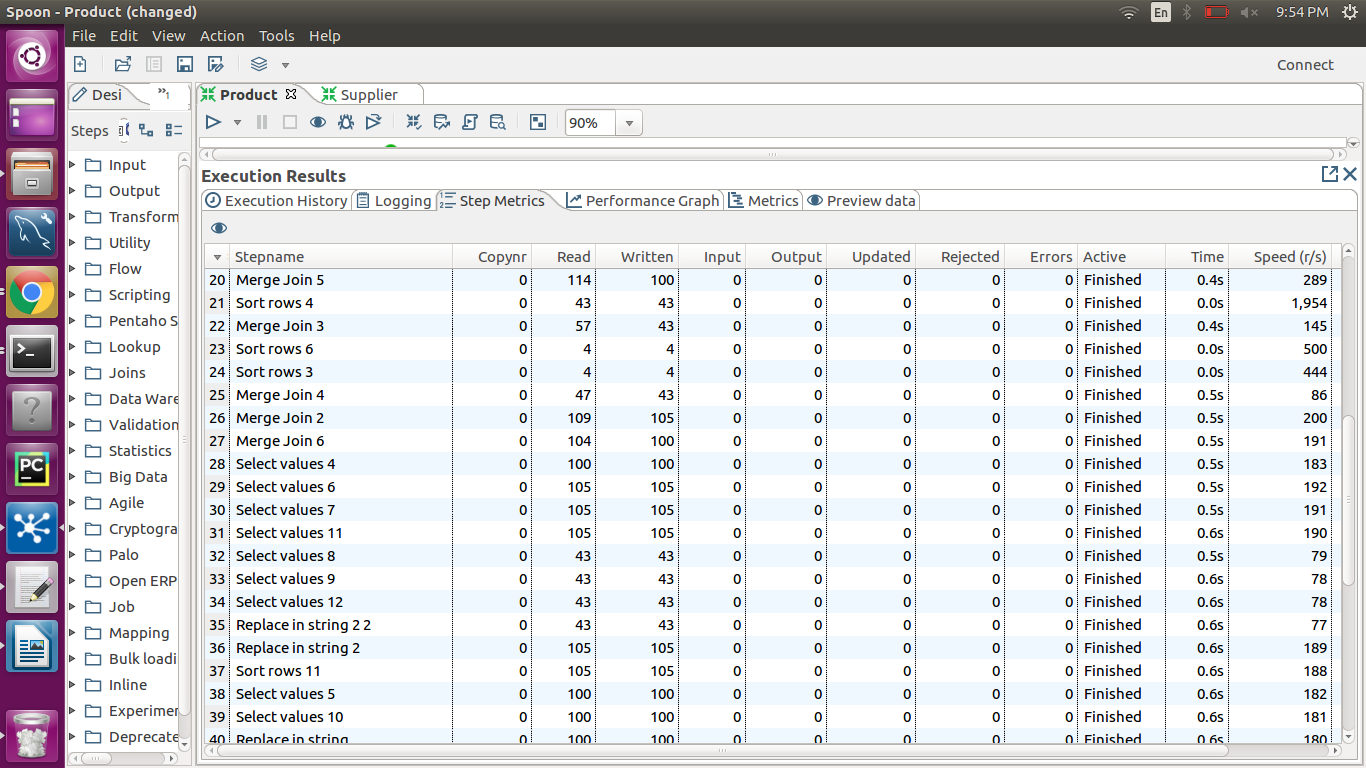 Spoon - Product (changed)
En
9:54 PM
File Edit View Action Tools Help
Connect
Desi
»1
Product
Supplier
Steps
90%
Input
Output
Transform
Utility
Flow
Scripting
Pentaho S
Lookup
Joins
Data Ware
Validation
Statistics
Big Data
Agile
Cryptogra
Palo
Open ERP
Job
Mapping
Bulk loadi
Inline
Experimen
Deprecate
PC
Execution Results
Execution History Logging Step Metrics Performance Graph Metrics Preview data
Stepname Copynr Read Written Input Output Updated Rejected Errors Active Time Speed (r/s)
20 Merge Join 5 0 114 100 0 0 0 0 0 Finished 0.4s 289
21 Sort rows 4 0 43 43 0 0 0 0 0 Finished 0.0s 1,954
22 Merge Join 3 0 57 43 0 0 0 0 0 Finished 0.4s 145
23 Sort rows 6 0 4 4 0 0 0 0 0 Finished 0.0s 500
24 Sort rows 3 0 4 4 0 0 0 0 0 Finished 0.0s 444
25 Merge Join 4 0 47 43 0 0 0 0 0 Finished 0.5s 86
26 Merge Join 2 0 109 105 0 0 0 0 0 Finished 0.5s 200
27 Merge Join 6 0 104 100 0 0 0 0 0 Finished 0.5s 191
28 Select values 4 0 100 100 0 0 0 0 0 Finished 0.5s 183
29 Select values 6 0 105 105 0 0 0 0 0 Finished 0.5s 192
30 Select values 7 0 105 105 0 0 0 0 0 Finished 0.5s 191
31 Select values 11 0 105 105 0 0 0 0 0 Finished 0.6s 190
32 Select values 8 0 43 43 0 0 0 0 0 Finished 0.5s 79
33 Select values 9 0 43 43 0 0 0 0 0 Finished 0.6s 78
34 Select values 12 0 43 43 0 0 0 0 0 Finished 0.6s 78
35 Replace in string 2 2 0 43 43 0 0 0 0 0 Finished 0.6s 77
36 Replace in string 2 0 105 105 0 0 0 0 0 Finished 0.6s 189
37 Sort rows 11 0 105 105 0 0 0 0 0 Finished 0.6s 188
38 Select values 5 0 100 100 0 0 0 0 0 Finished 0.6s 182
39 Select values 10 0 100 100 0 0 0 0 0 Finished 0.6s 181
40 Replace in string 0 100 100 0 0 0 0 0 Finished 0.6s 180